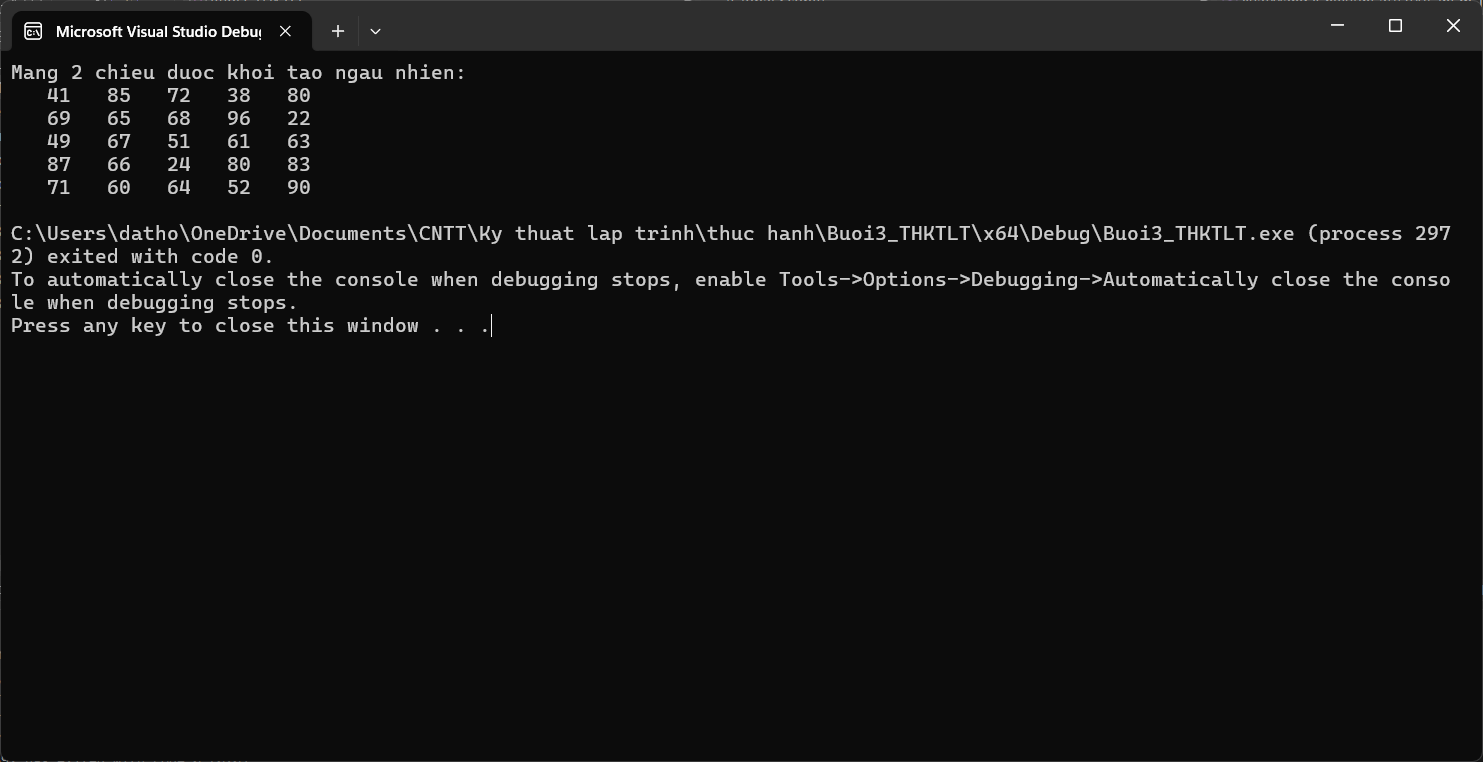 Microsoft Visual Studio Debug
Mang 2 chieu duoc khoi tao ngau nhien:
41 85 72 38 80
69 65 68 96 22
49 67 51 61 63
87 66 24 80 83
71 60 64 52 90
C:\Users\datho\OneDrive\Documents\CNTT\Ky thuat lap trinh\thuc hanh\Buoi3_THKTLT\x64\Debug\Buoi3_THKTLT.exe (process 297
2) exited with code 0.
To automatically close the console when debugging stops, enable Tools->Options->Debugging->Automatically close the conso
le when debugging stops.
Press any key to close this window . . .